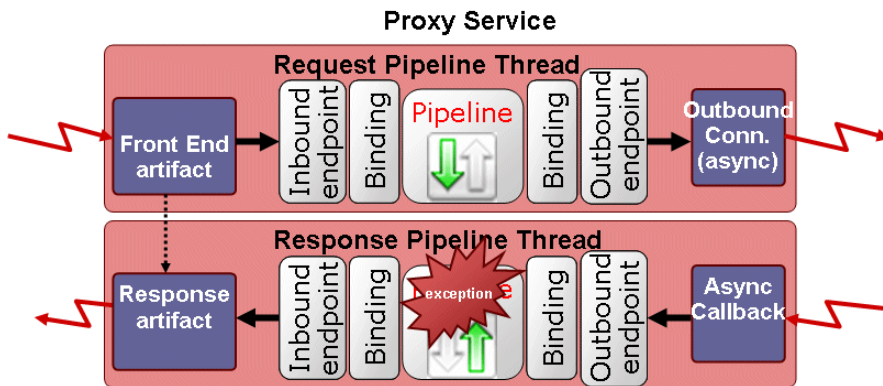 Proxy Service
Request Pipeline Thread
Front End
artifact
Inbound
endpoint
Binding
Pipeline
Binding
Outbound
endpoint
Outbound
Conn.
(async)
Response Pipeline Thread
Response
artifact
Inbound
endpoint
Binding
exception
Binding
Outbound
endpoint
Async
Callback